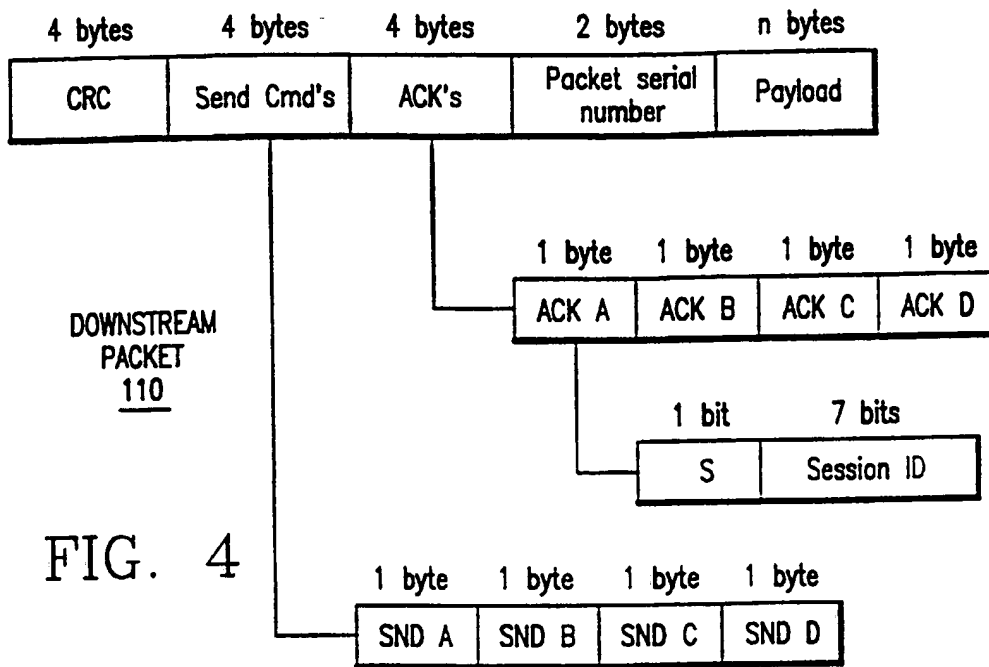 4 bytes 4 bytes 4 bytes 2 bytes n bytes
CRC Send Cmd's ACK's Packet serial number Payload
1 byte 1 byte 1 byte 1 byte
ACK A ACK B ACK C ACK D
DOWNSTREAM
PACKET
110
1 bit 7 bits
S Session ID
FIG. 4
1 byte 1 byte 1 byte 1 byte
SND A SND B SND C SND D